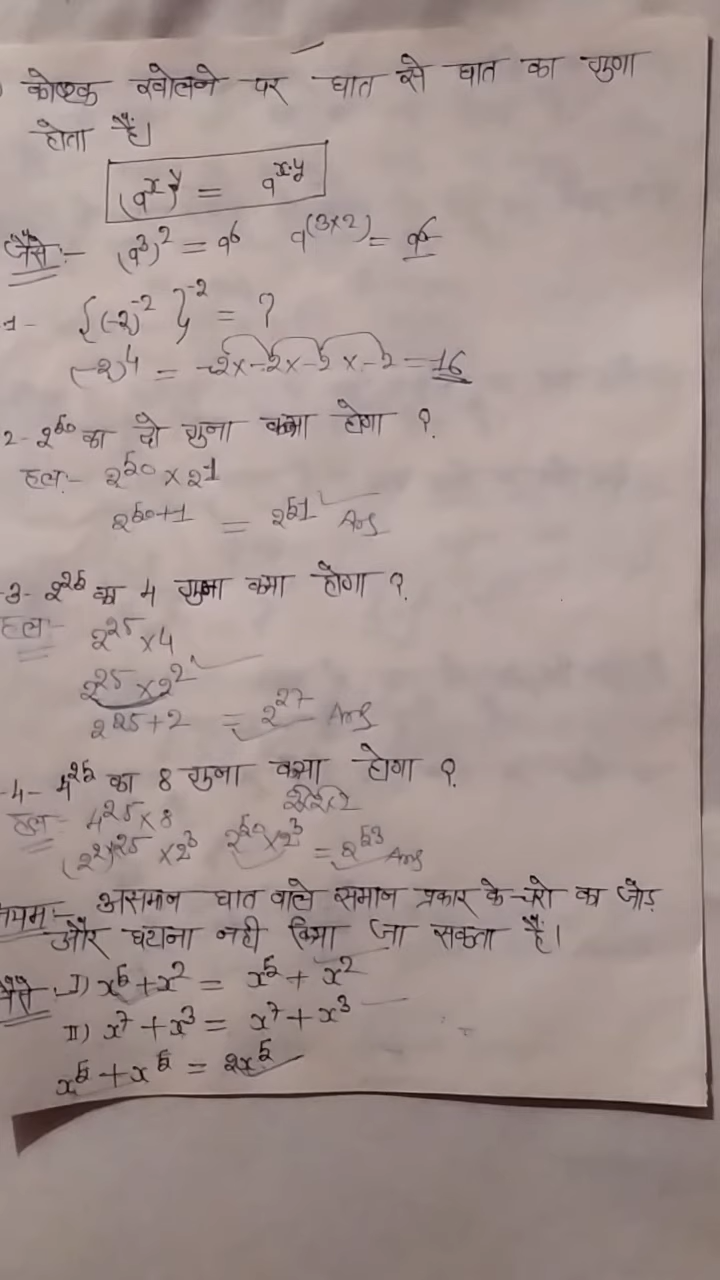 कोष्ठक खोलने पर घात से घात का गुणा
होता है।
(a^x)^y = a^x.y
जैसे:- (a^3)^2 = a^6 a^(3×2) = a^6
1- {(-2)^-2}^-2 = ?
(-2)^4 = -2×-2×-2×-2 = 16
2- 2^50 का दो गुना क्या होगा ?
हल:- 2^50 × 2^1
2^50+1 = 2^51 Ans
3- 2^25 का 4 गुना क्या होगा ?
हल:- 2^25 × 4
2^25 × 2^2
2^25+2 = 2^27 Ans
4- 4^25 का 8 गुना क्या होगा ?
हल:- 4^25 × 8
(2^2)^25 × 2^3 2^50 × 2^3 = 2^53 Ans
नियम:- असमान घात वाले समान प्रकार के चरो का जोड़
और घटाना नही किया जा सकता है।
जैसे I) x^5 + x^2 = x^5 + x^2
II) x^7 + x^3 = x^7 + x^3
x^5 + x^5 = 2x^5